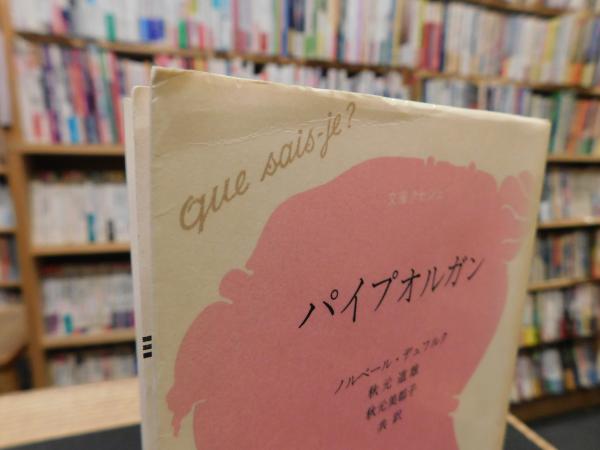 que sais-je?
文庫クセジュ
パイプオルガン
ノルベール・デュフルク
秋元道雄
秋元美都子
共訳